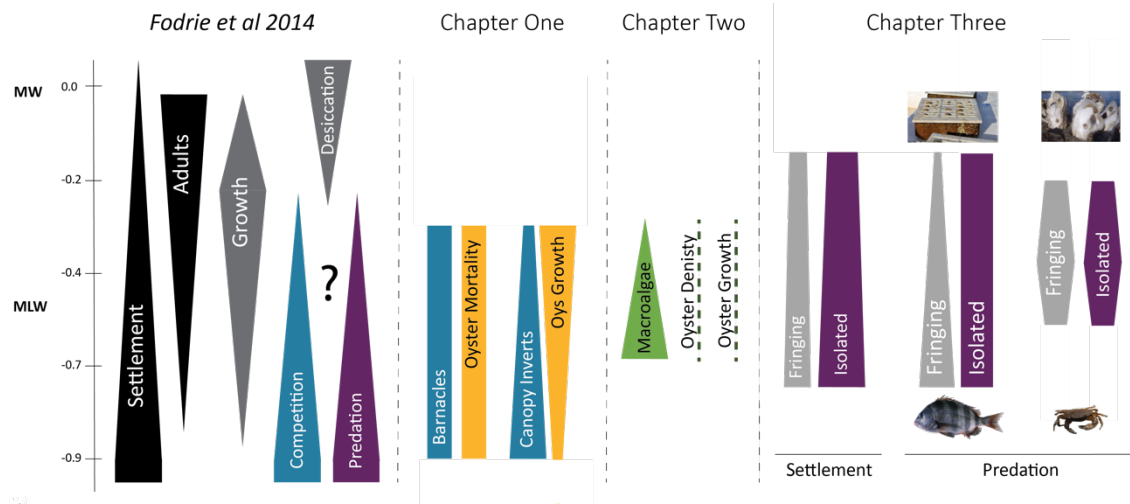 Fodrie et al 2014
Chapter One
Chapter Two
Chapter Three
MW
MLW
0.0
-0.2
-0.4
-0.7
-0.9
Settlement
Adults
Growth
Desiccation
Competition
?
Predation
Barnacles
Oyster Mortality
Canopy Inverts
Oys Growth
Macroalgae
Oyster Denisty
Oyster Growth
Fringing
Isolated
Fringing
Isolated
Fringing
Isolated
Settlement
Predation